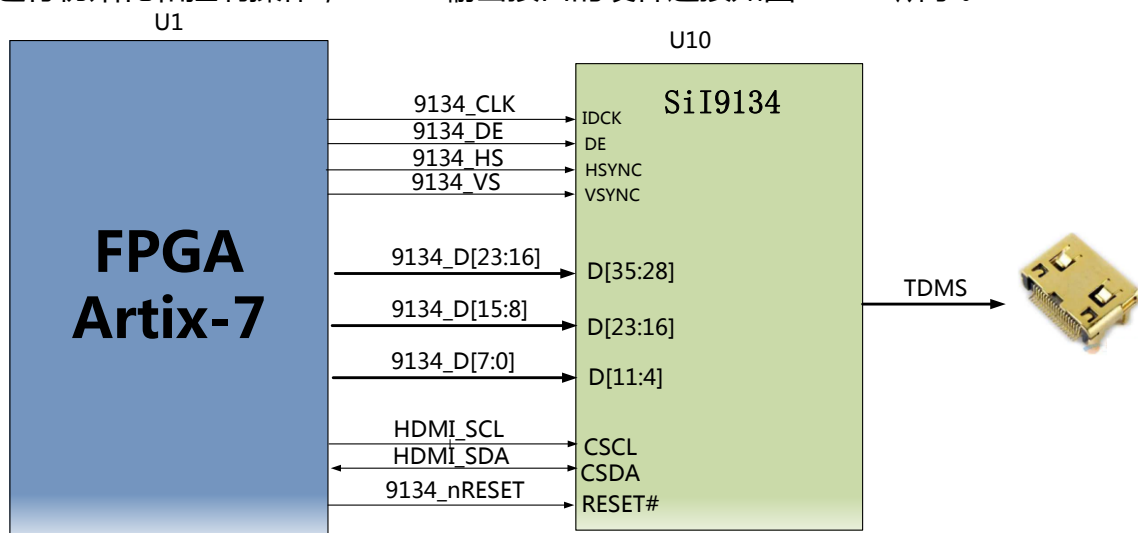 U1
U10
SiI9134
FPGA
Artix-7
9134_CLK
IDCK
9134_DE
DE
9134_HS
HSYNC
9134_VS
VSYNC
9134_D[23:16]
D[35:28]
9134_D[15:8]
D[23:16]
9134_D[7:0]
D[11:4]
HDMI_SCL
CSCL
HDMI_SDA
CSDA
9134_nRESET
RESET#
TDMS